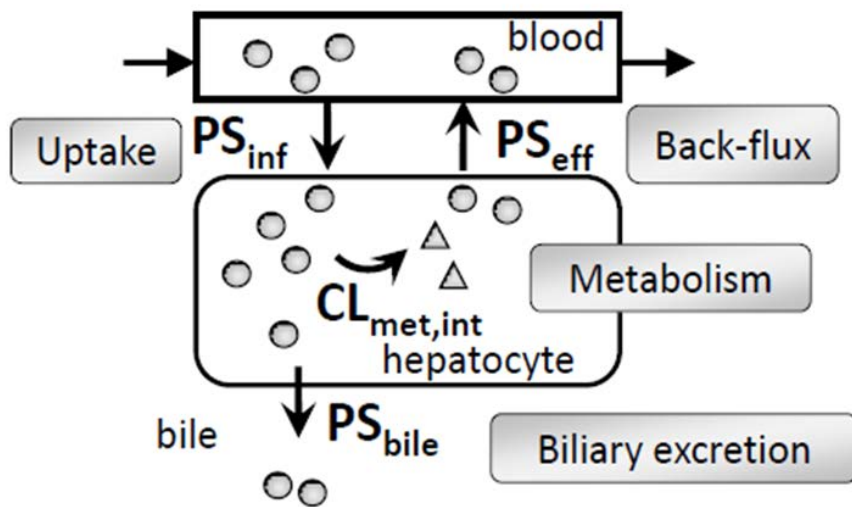 blood
Uptake
PSinf
PSeff
Back-flux
Metabolism
CLmet,int
hepatocyte
bile
PSbile
Biliary excretion